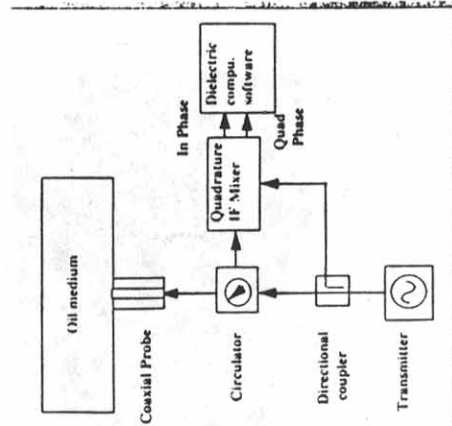 Oil medium
Coaxial Probe
Circulator
Directional
coupler
Transmitter
Quadrature
IF Mixer
In Phase
Quad
Phase
Dielectric
compu.
software